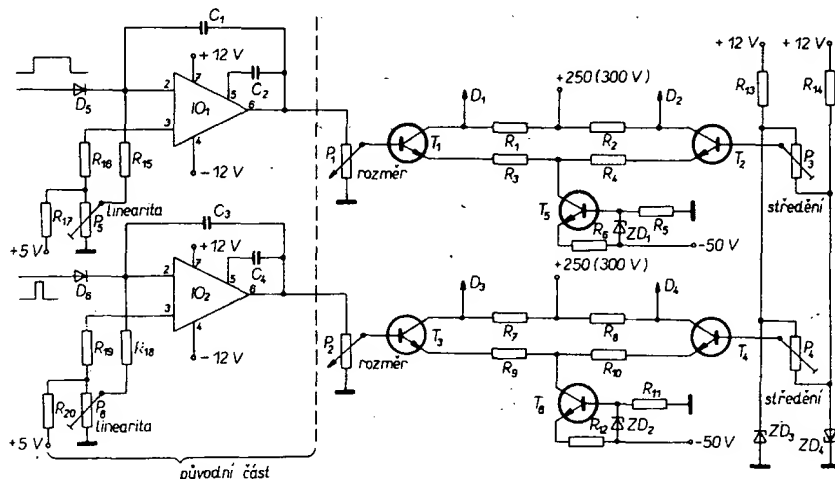 C1
+12 V
+12 V
+12 V
7
C2
2
5
D5
IO1
6
3
4
R16
R15
-12 V
P1
rozměr
R17
P5
linearita
+5 V
D1
+250 (300 V)
D2
R13
R14
T1
R1
R2
T2
R3
R4
P3
středění
T5
R6
ZD1
R5
-50 V
C3
+12 V
7
C4
2
5
D6
IO2
6
3
4
R19
R18
-12 V
P2
rozměr
R20
P6
linearita
+5 V
původní část
D3
+250 (300 V)
D4
T3
R7
R8
T4
R9
R10
P4
středění
T6
R12
ZD2
R11
-50 V
ZD3
ZD4